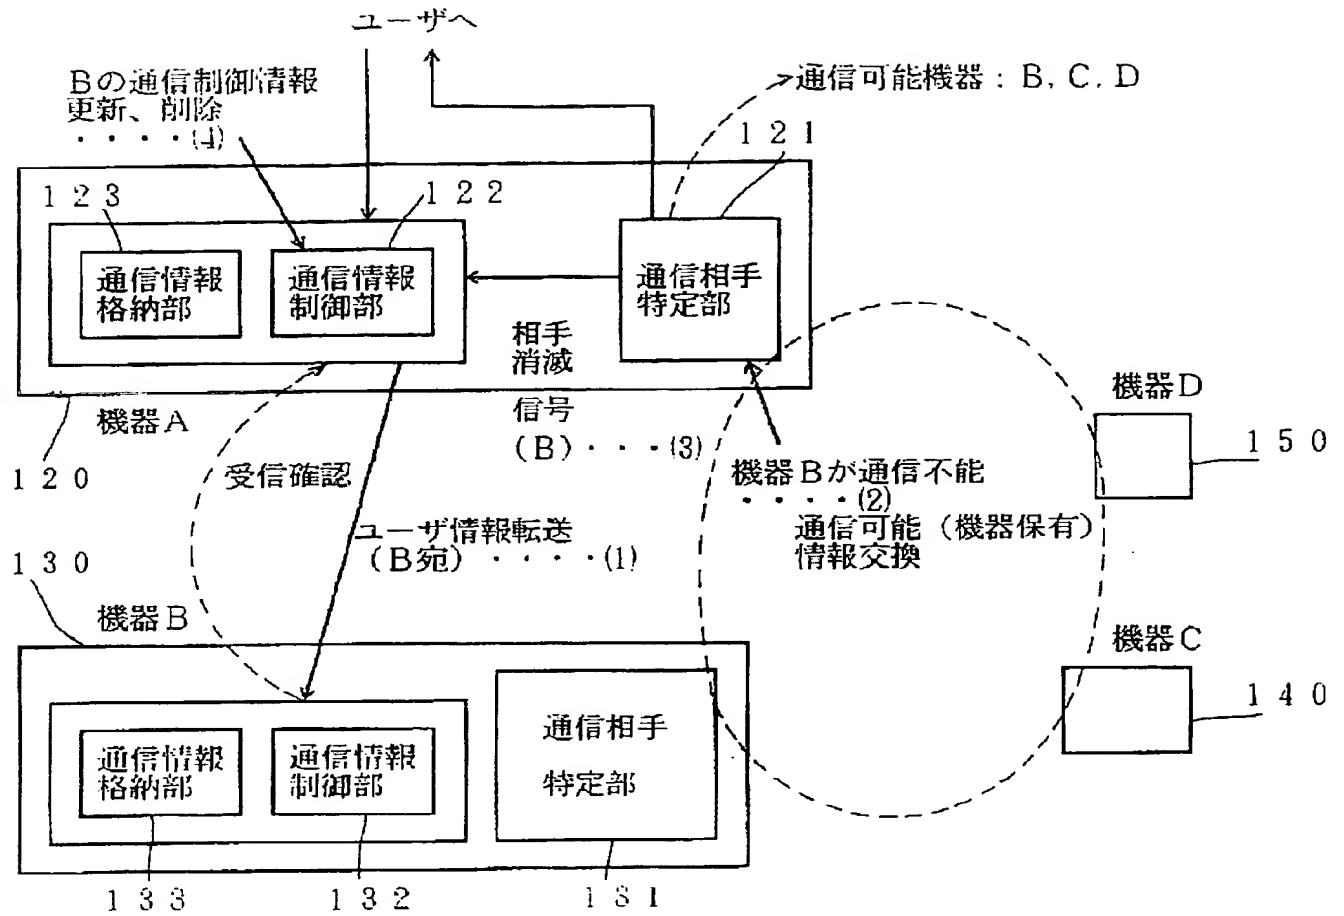 ユーザへ
Bの通信制御情報
更新、削除
・・・・(4)
通信可能機器：B，C，D
121
123
122
通信情報
格納部
通信情報
制御部
通信相手
特定部
相手
消滅
信号
(B)・・・(3)
機器A
120
機器D
150
受信確認
機器Bが通信不能
・・・・(2)
通信可能（機器保有）
情報交換
ユーザ情報転送
（B宛）・・・・(1)
130
機器B
機器C
140
通信情報
格納部
通信情報
制御部
通信相手
特定部
133
132
131